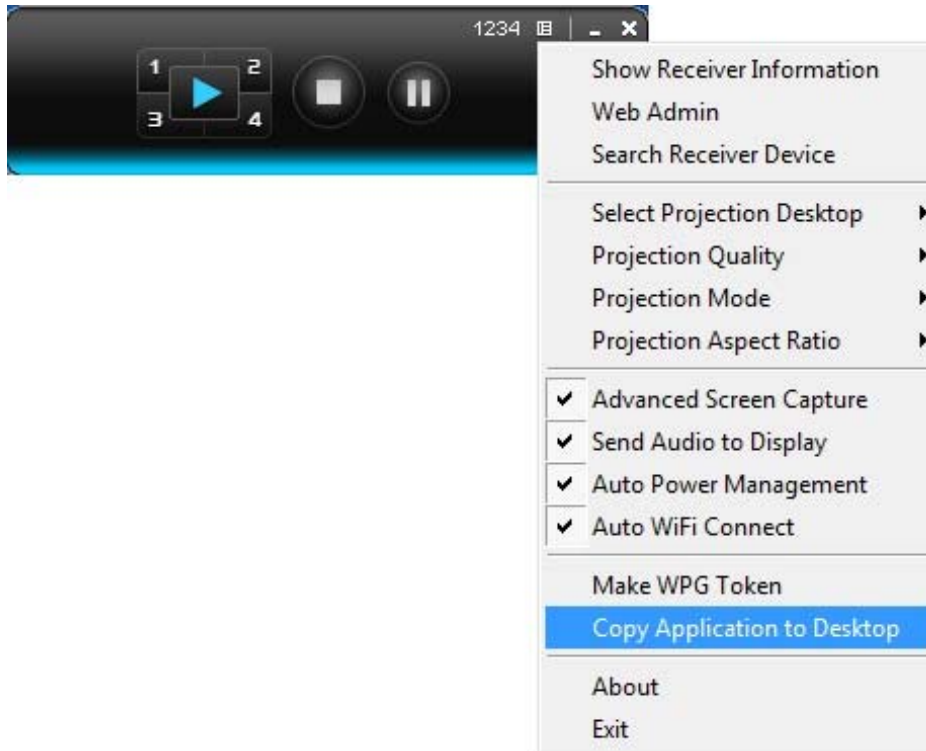 1234
1 2
3 4
Show Receiver Information
Web Admin
Search Receiver Device
Select Projection Desktop
Projection Quality
Projection Mode
Projection Aspect Ratio
Advanced Screen Capture
Send Audio to Display
Auto Power Management
Auto WiFi Connect
Make WPG Token
Copy Application to Desktop
About
Exit